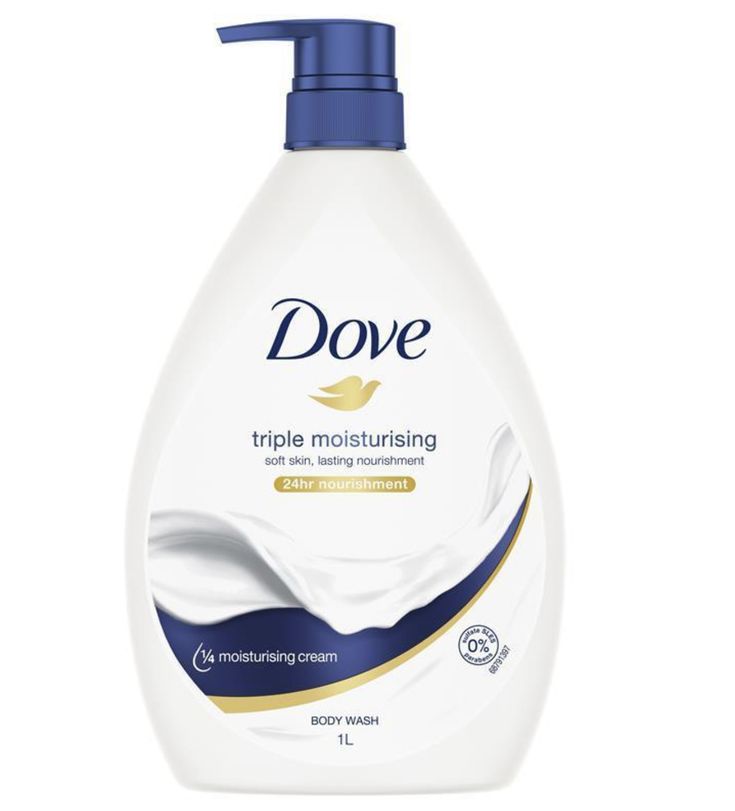 Dove
triple moisturising
soft skin, lasting nourishment
24hr nourishment
¼ moisturising cream
sulfate SLES
0%
parabens
68791397
BODY WASH
1L